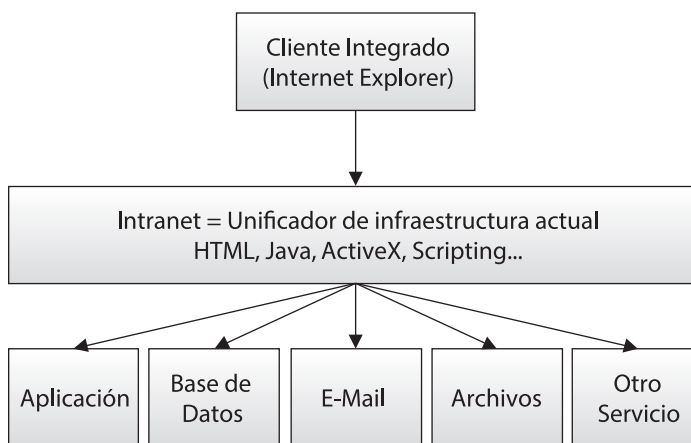 Cliente Integrado
(Internet Explorer)
Intranet = Unificador de infraestructura actual
HTML, Java, ActiveX, Scripting...
Aplicación
Base de
Datos
E-Mail
Archivos
Otro
Servicio